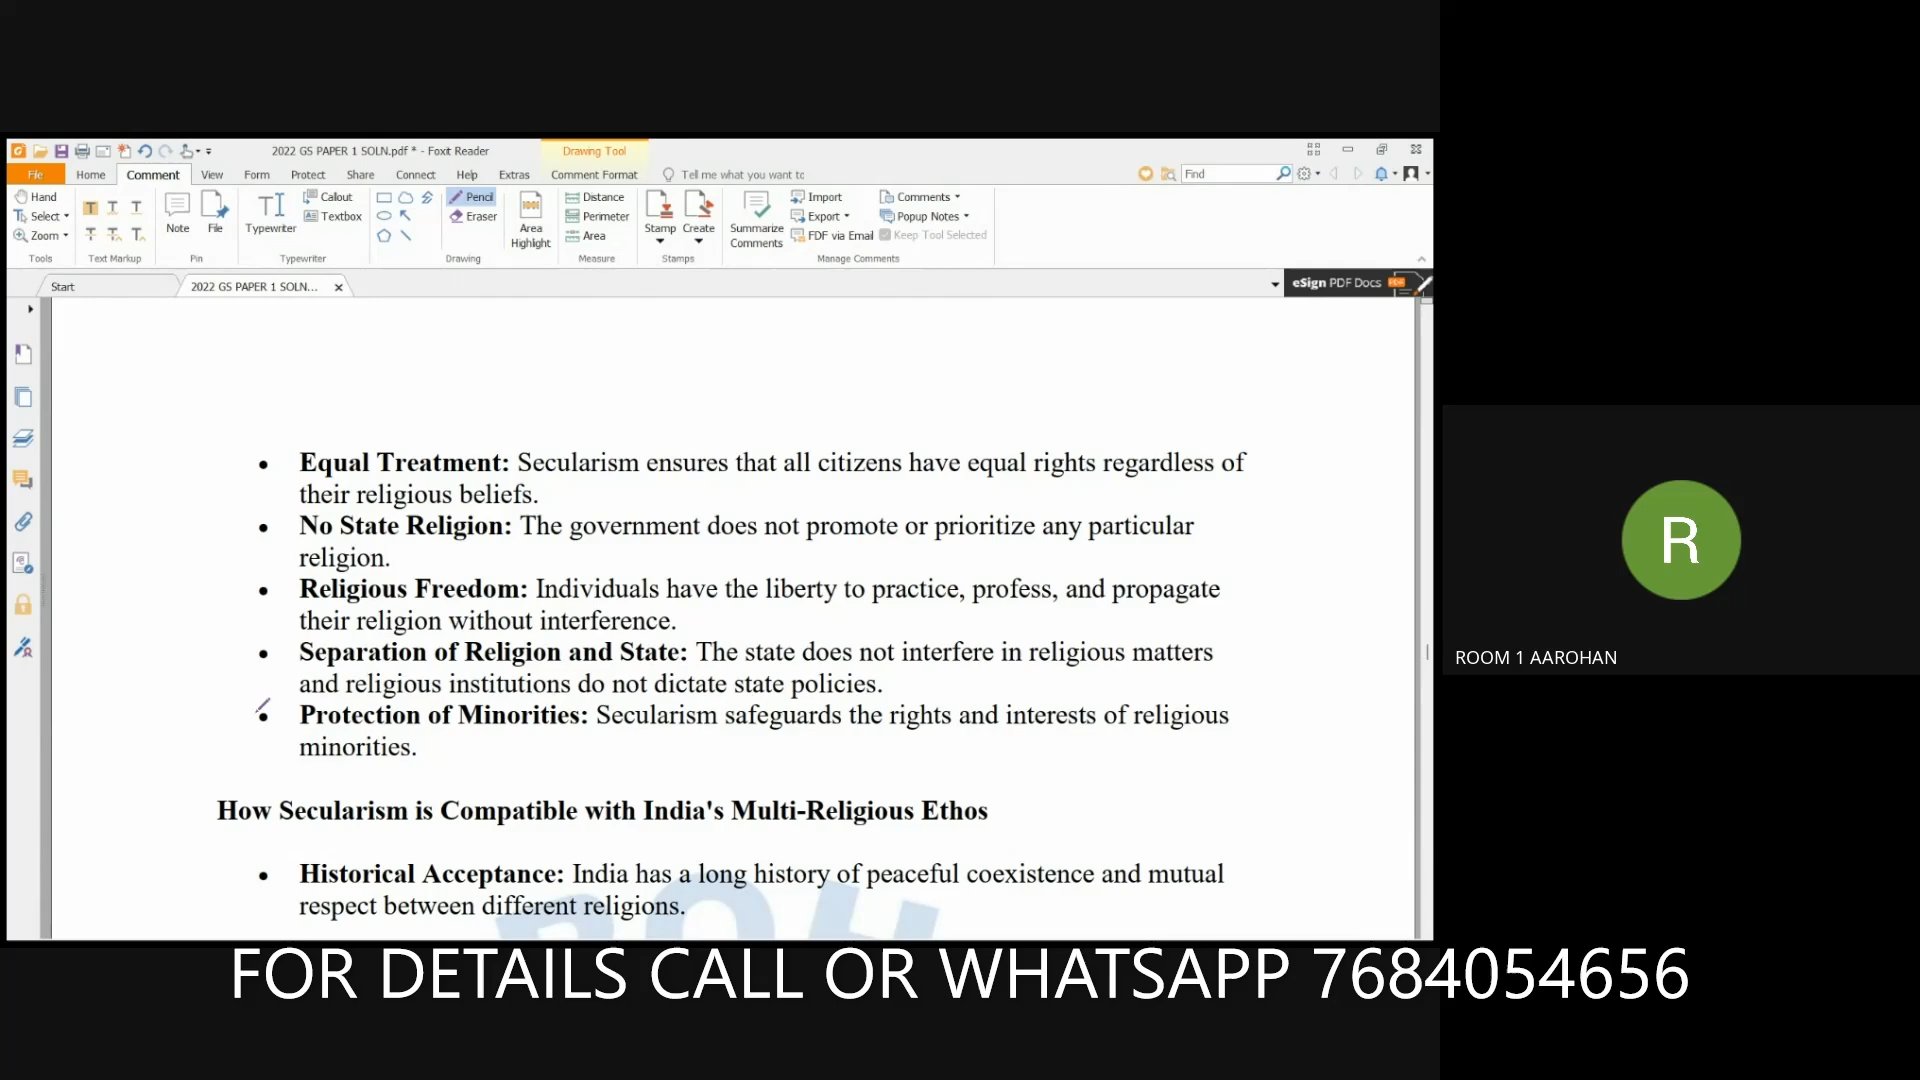 2022 GS PAPER 1 SOLN.pdf * - Foxit Reader
Drawing Tool
File Home Comment View Form Protect Share Connect Help Extras Comment Format Tell me what you want to Find
Hand
Select
Zoom
Tools
Text Markup
Note
File
Pin
Typewriter
Callout
Textbox
Typewriter
Pencil
Eraser
Drawing
Area
Highlight
Distance
Perimeter
Area
Measure
Stamp
Create
Stamps
Summarize
Comments
Import
Export
FDF via Email
Comments
Popup Notes
Keep Tool Selected
Manage Comments
Start
2022 GS PAPER 1 SOLN...
eSign PDF Docs
• Equal Treatment: Secularism ensures that all citizens have equal rights regardless of
their religious beliefs.
• No State Religion: The government does not promote or prioritize any particular
religion.
• Religious Freedom: Individuals have the liberty to practice, profess, and propagate
their religion without interference.
• Separation of Religion and State: The state does not interfere in religious matters
and religious institutions do not dictate state policies.
• Protection of Minorities: Secularism safeguards the rights and interests of religious
minorities.
How Secularism is Compatible with India's Multi-Religious Ethos
• Historical Acceptance: India has a long history of peaceful coexistence and mutual
respect between different religions.
R
ROOM 1 AAROHAN
FOR DETAILS CALL OR WHATSAPP 7684054656